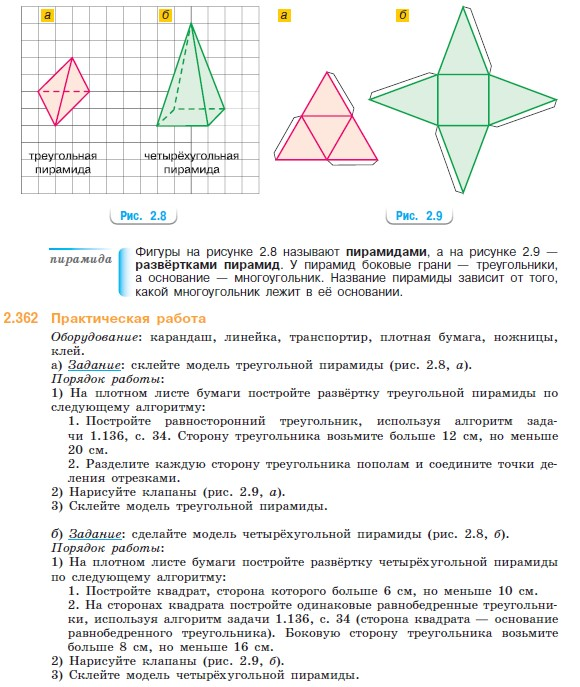 а
б
а
б
треугольная
пирамида
четырёхугольная
пирамида
Рис. 2.8
Рис. 2.9
пирамида
Фигуры на рисунке 2.8 называют пирамидами, а на рисунке 2.9 —
развёртками пирамид. У пирамид боковые грани — треугольники,
а основание — многоугольник. Название пирамиды зависит от того,
какой многоугольник лежит в её основании.
2.362 Практическая работа
Оборудование: карандаш, линейка, транспортир, плотная бумага, ножницы,
клей.
а) Задание: склейте модель треугольной пирамиды (рис. 2.8, а).
Порядок работы:
1) На плотном листе бумаги постройте развёртку треугольной пирамиды по
следующему алгоритму:
1. Постройте равносторонний треугольник, используя алгоритм зада-
чи 1.136, с. 34. Сторону треугольника возьмите больше 12 см, но меньше
20 см.
2. Разделите каждую сторону треугольника пополам и соедините точки де-
ления отрезками.
2) Нарисуйте клапаны (рис. 2.9, а).
3) Склейте модель треугольной пирамиды.
б) Задание: сделайте модель четырёхугольной пирамиды (рис. 2.8, б).
Порядок работы:
1) На плотном листе бумаги постройте развёртку четырёхугольной пирамиды
по следующему алгоритму:
1. Постройте квадрат, сторона которого больше 6 см, но меньше 10 см.
2. На сторонах квадрата постройте одинаковые равнобедренные треугольни-
ки, используя алгоритм задачи 1.136, с. 34 (сторона квадрата — основание
равнобедренного треугольника). Боковую сторону треугольника возьмите
больше 8 см, но меньше 16 см.
2) Нарисуйте клапаны (рис. 2.9, б).
3) Склейте модель четырёхугольной пирамиды.